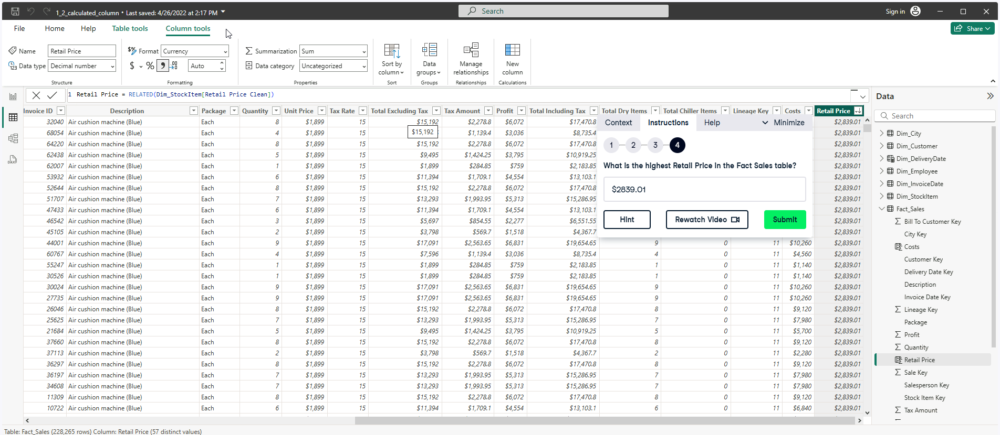 1_2_calculated_column • Last saved: 4/26/2022 at 2:17 PM
Search
Sign in
File Home Help Table tools Column tools
Share
Name Retail Price
Data type Decimal number
Structure
Format Currency
$ % 9 .00 Auto
Formatting
Summarization Sum
Data category Uncategorized
Properties
Sort by column
Sort
Data groups
Groups
Manage relationships
Relationships
New column
Calculations
1 Retail Price = RELATED(Dim_StockItem[Retail Price Clean])
Invoice ID Description Package Quantity Unit Price Tax Rate Total Excluding Tax Tax Amount Profit Total Including Tax Total Dry Items Total Chiller Items Lineage Key Costs Retail Price
32040 Air cushion machine (Blue) Each 8 $1,899 15 $15,192 $2,278.8 $6,072 $17,470.8 $2,839.01
$15,192
68054 Air cushion machine (Blue) Each 4 $1,899 15 $1,139.4 $3,036 $8,735.4 $2,839.01
64220 Air cushion machine (Blue) Each 8 $1,899 15 $15,192 $2,278.8 $6,072 $17,470.8 $2,839.01
62438 Air cushion machine (Blue) Each 5 $1,899 15 $9,495 $1,424.25 $3,795 $10,919.25 $2,839.01
62007 Air cushion machine (Blue) Each 1 $1,899 15 $1,899 $284.85 $759 $2,183.85 $2,839.01
53932 Air cushion machine (Blue) Each 6 $1,899 15 $11,394 $1,709.1 $4,554 $13,103.1 $2,839.01
52644 Air cushion machine (Blue) Each 8 $1,899 15 $15,192 $2,278.8 $6,072 $17,470.8 $2,839.01
51707 Air cushion machine (Blue) Each 7 $1,899 15 $13,293 $1,993.95 $5,313 $15,286.95 $2,839.01
47433 Air cushion machine (Blue) Each 6 $1,899 15 $11,394 $1,709.1 $4,554 $13,103.1 $2,839.01
46542 Air cushion machine (Blue) Each 3 $1,899 15 $5,697 $854.55 $2,277 $6,551.55 $2,839.01
45105 Air cushion machine (Blue) Each 2 $1,899 15 $3,798 $569.7 $1,518 $4,367.7 $2,839.01
44001 Air cushion machine (Blue) Each 9 $1,899 15 $17,091 $2,563.65 $6,831 $19,654.65 9 0 11 $10,260 $2,839.01
60767 Air cushion machine (Blue) Each 4 $1,899 15 $7,596 $1,139.4 $3,036 $8,735.4 4 0 11 $4,560 $2,839.01
55247 Air cushion machine (Blue) Each 1 $1,899 15 $1,899 $284.85 $759 $2,183.85 1 0 11 $1,140 $2,839.01
30526 Air cushion machine (Blue) Each 1 $1,899 15 $1,899 $284.85 $759 $2,183.85 1 0 11 $1,140 $2,839.01
30024 Air cushion machine (Blue) Each 9 $1,899 15 $17,091 $2,563.65 $6,831 $19,654.65 9 0 11 $10,260 $2,839.01
27735 Air cushion machine (Blue) Each 9 $1,899 15 $17,091 $2,563.65 $6,831 $19,654.65 9 0 11 $10,260 $2,839.01
26046 Air cushion machine (Blue) Each 8 $1,899 15 $15,192 $2,278.8 $6,072 $17,470.8 8 0 11 $9,120 $2,839.01
25625 Air cushion machine (Blue) Each 7 $1,899 15 $13,293 $1,993.95 $5,313 $15,286.95 7 0 11 $7,980 $2,839.01
21684 Air cushion machine (Blue) Each 5 $1,899 15 $9,495 $1,424.25 $3,795 $10,919.25 5 0 11 $5,700 $2,839.01
37660 Air cushion machine (Blue) Each 8 $1,899 15 $15,192 $2,278.8 $6,072 $17,470.8 8 0 11 $9,120 $2,839.01
37113 Air cushion machine (Blue) Each 2 $1,899 15 $3,798 $569.7 $1,518 $4,367.7 2 0 11 $2,280 $2,839.01
36297 Air cushion machine (Blue) Each 8 $1,899 15 $15,192 $2,278.8 $6,072 $17,470.8 8 0 11 $9,120 $2,839.01
36197 Air cushion machine (Blue) Each 7 $1,899 15 $13,293 $1,993.95 $5,313 $15,286.95 7 0 11 $7,980 $2,839.01
34608 Air cushion machine (Blue) Each 7 $1,899 15 $13,293 $1,993.95 $5,313 $15,286.95 7 0 11 $7,980 $2,839.01
11309 Air cushion machine (Blue) Each 8 $1,899 15 $15,192 $2,278.8 $6,072 $17,470.8 8 0 11 $9,120 $2,839.01
10722 Air cushion machine (Blue) Each 6 $1,899 15 $11,394 $1,709.1 $4,554 $13,103.1 6 0 11 $6,840 $2,839.01
Context Instructions Help Minimize
1 2 3 4
What is the highest Retail Price in the Fact Sales table?
$2839.01
Hint Rewatch Video Submit
Data
Search
Dim_City
Dim_Customer
Dim_DeliveryDate
Dim_Employee
Dim_InvoiceDate
Dim_StockItem
Fact_Sales
Bill To Customer Key
City Key
Costs
Customer Key
Delivery Date Key
Description
Invoice Date Key
Lineage Key
Package
Profit
Quantity
Retail Price
Sale Key
Salesperson Key
Stock Item Key
Tax Amount
Table: Fact_Sales (228,265 rows) Column: Retail Price (57 distinct values)